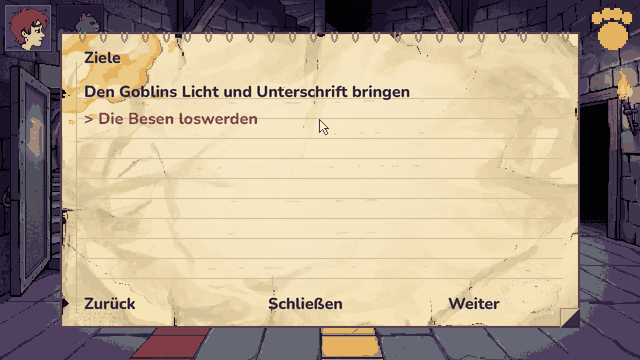 Ziele
Den Goblins Licht und Unterschrift bringen
> Die Besen loswerden
Zurück
Schließen
Weiter